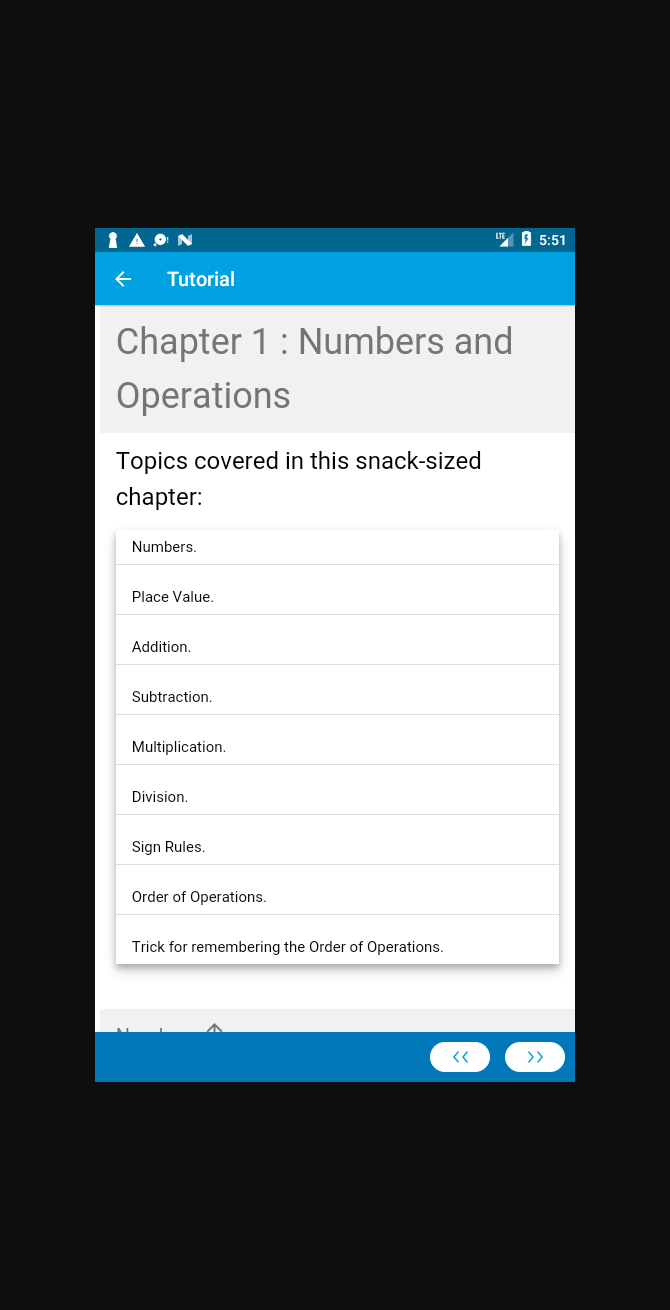 LTE 5:51
Tutorial
Chapter 1 : Numbers and
Operations
Topics covered in this snack-sized
chapter:
Numbers.
Place Value.
Addition.
Subtraction.
Multiplication.
Division.
Sign Rules.
Order of Operations.
Trick for remembering the Order of Operations.